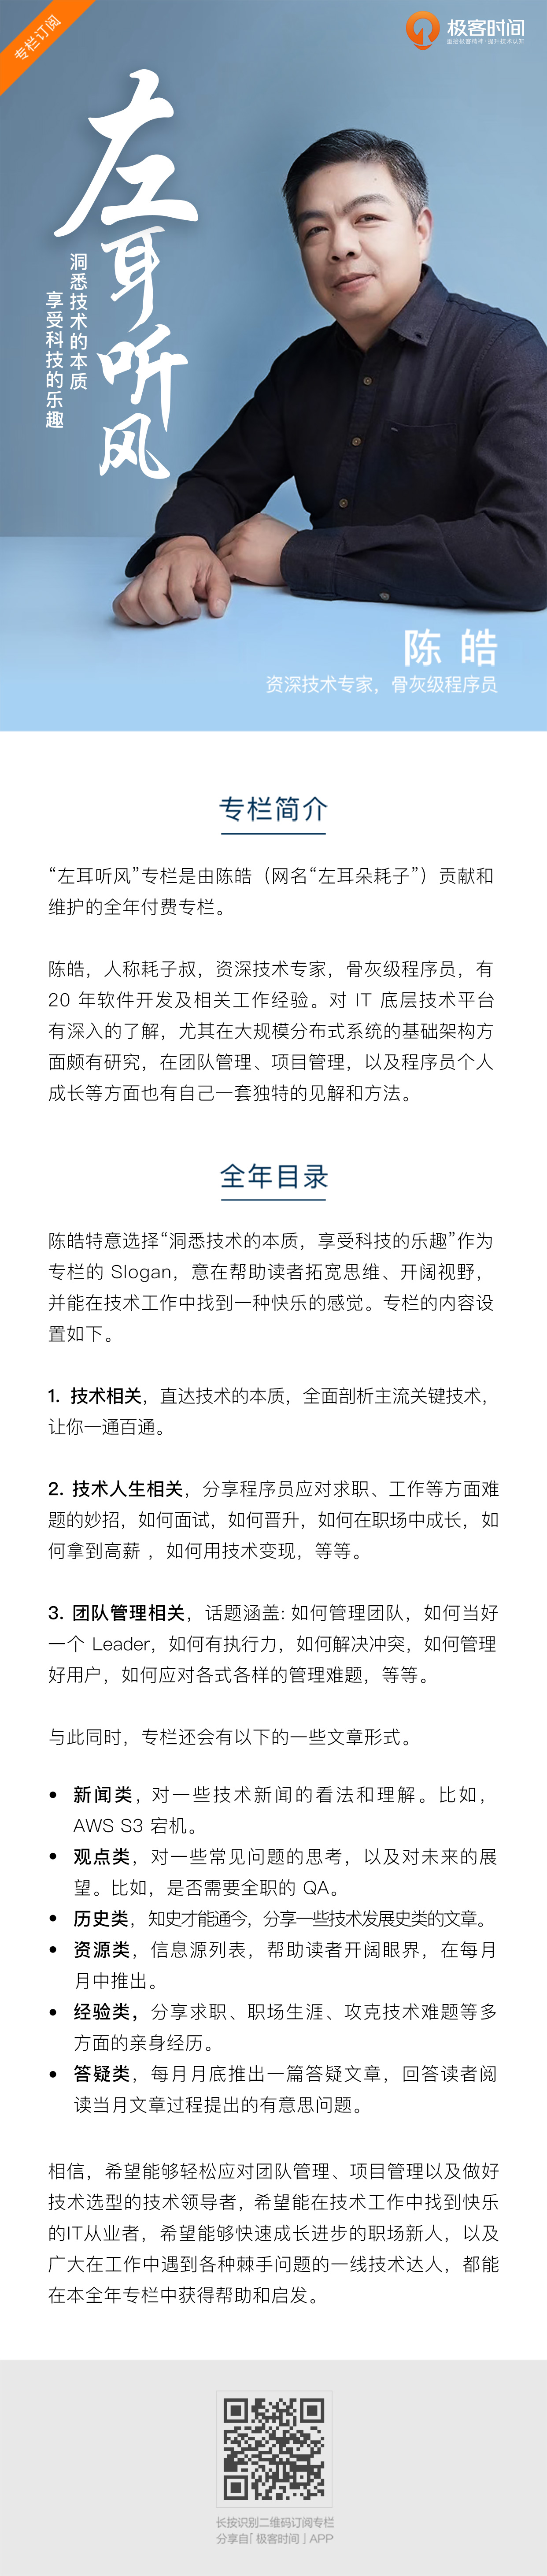 专栏订阅
极客时间
重拾极客精神·提升技术认知
左耳听风
洞悉技术的本质
享受科技的乐趣
陈 皓
资深技术专家，骨灰级程序员
专栏简介
“左耳听风”专栏是由陈皓（网名“左耳朵耗子”）贡献和
维护的全年付费专栏。
陈皓，人称耗子叔，资深技术专家，骨灰级程序员，有
20 年软件开发及相关工作经验。对 IT 底层技术平台
有深入的了解，尤其在大规模分布式系统的基础架构方
面颇有研究，在团队管理、项目管理，以及程序员个人
成长等方面也有自己一套独特的见解和方法。
全年目录
陈皓特意选择“洞悉技术的本质，享受科技的乐趣”作为
专栏的 Slogan，意在帮助读者拓宽思维、开阔视野，
并能在技术工作中找到一种快乐的感觉。专栏的内容设
置如下。
1. 技术相关，直达技术的本质，全面剖析主流关键技术，
让你一通百通。
2. 技术人生相关，分享程序员应对求职、工作等方面难
题的妙招，如何面试，如何晋升，如何在职场中成长，如
何拿到高薪 ，如何用技术变现，等等。
3. 团队管理相关，话题涵盖: 如何管理团队，如何当好
一个 Leader，如何有执行力，如何解决冲突，如何管理
好用户，如何应对各式各样的管理难题，等等。
与此同时，专栏还会有以下的一些文章形式。
• 新闻类，对一些技术新闻的看法和理解。比如，
AWS S3 宕机。
• 观点类，对一些常见问题的思考，以及对未来的展
望。比如，是否需要全职的 QA。
• 历史类，知史才能通今，分享一些技术发展史类的文章。
• 资源类，信息源列表，帮助读者开阔眼界，在每月
月中推出。
• 经验类，分享求职、职场生涯、攻克技术难题等多
方面的亲身经历。
• 答疑类，每月月底推出一篇答疑文章，回答读者阅
读当月文章过程提出的有意思问题。
相信，希望能够轻松应对团队管理、项目管理以及做好
技术选型的技术领导者，希望能在技术工作中找到快乐
的IT从业者，希望能够快速成长进步的职场新人，以及
广大在工作中遇到各种棘手问题的一线技术达人，都能
在本全年专栏中获得帮助和启发。
长按识别二维码订阅专栏
分享自「极客时间」APP